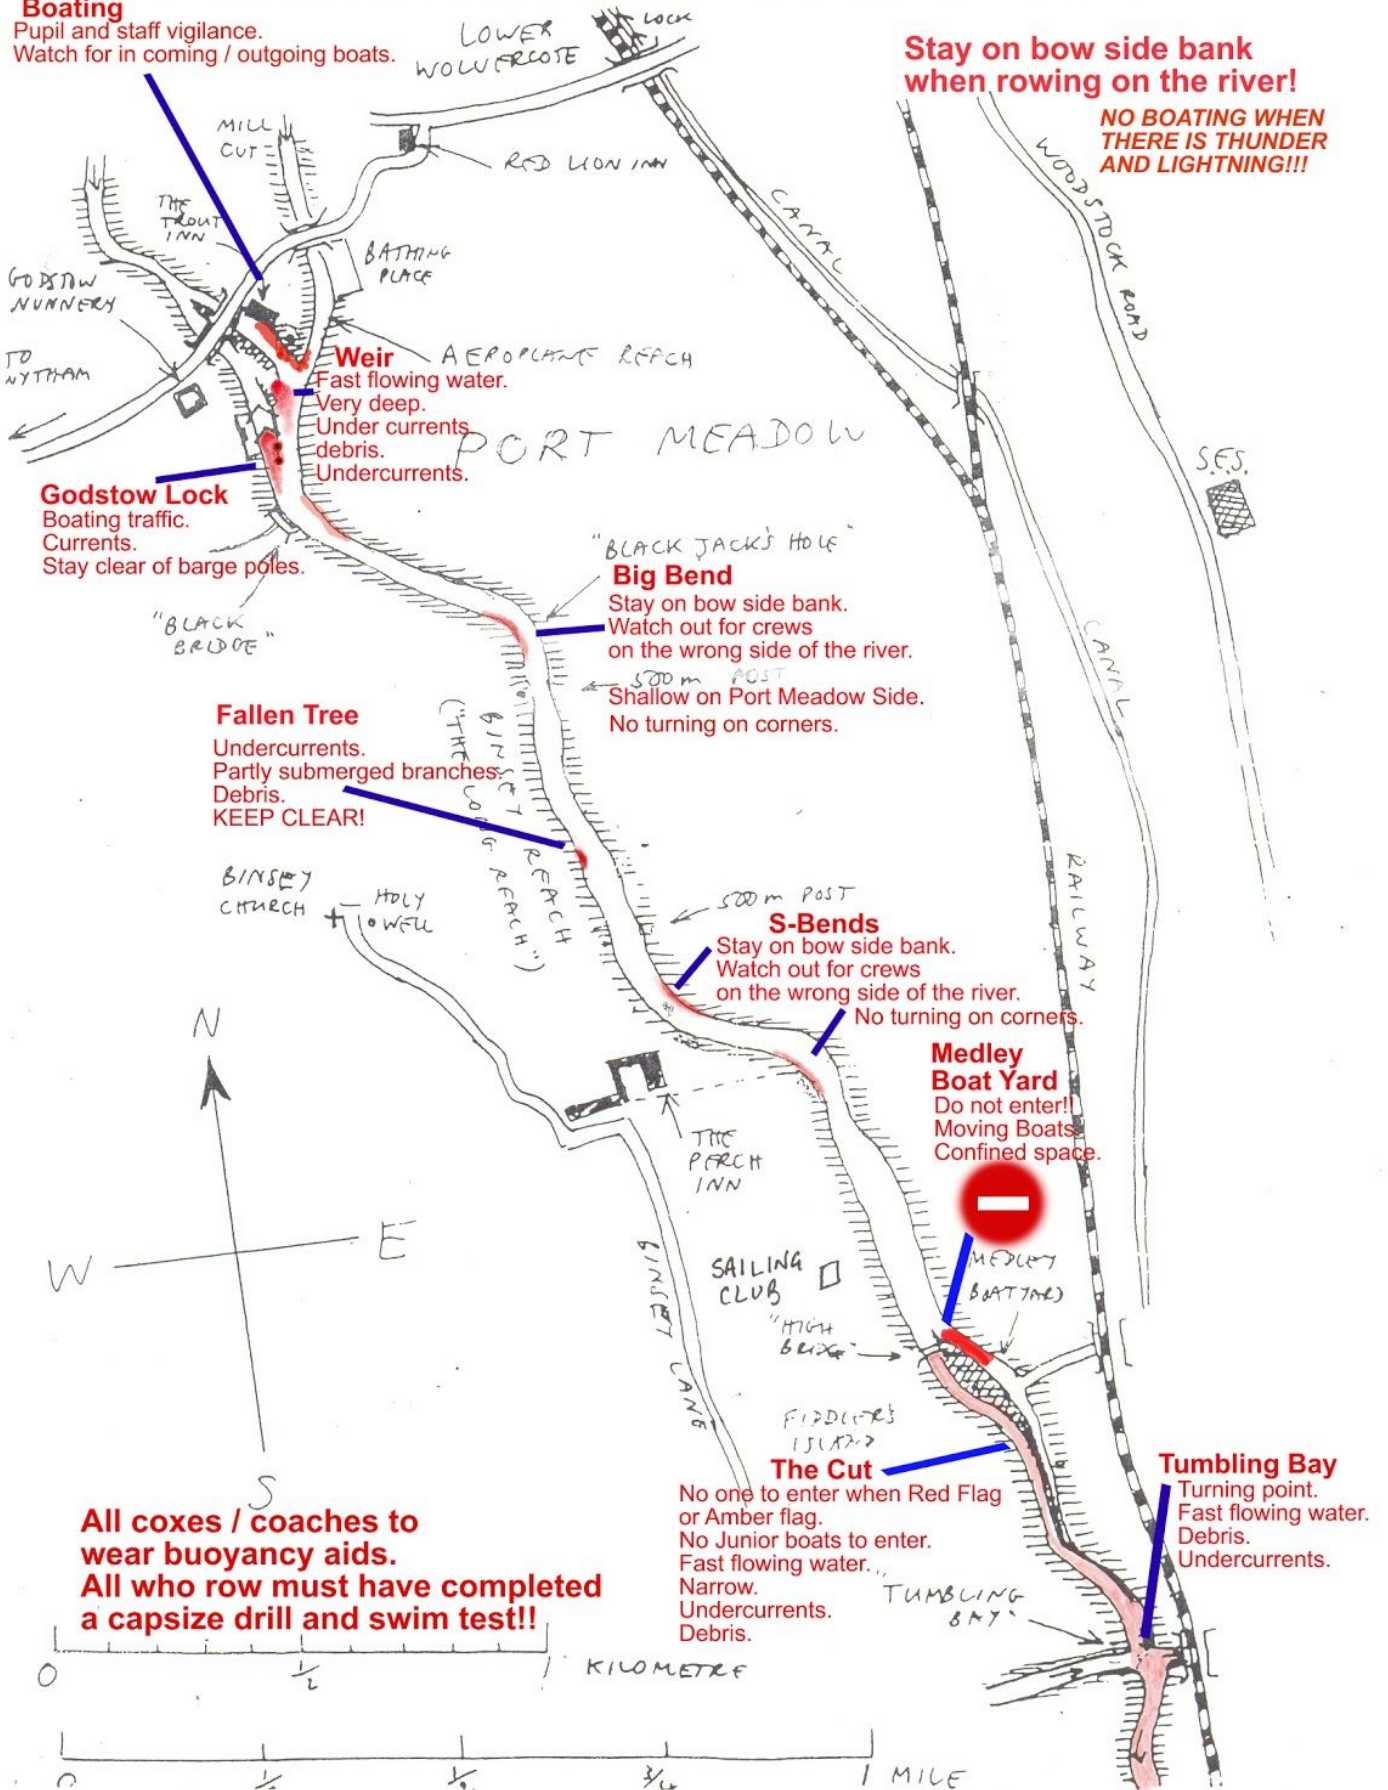 Boating
Pupil and staff vigilance.
Watch for in coming / outgoing boats.
LOWER
WOLVERCOTE
LOCK
Stay on bow side bank
when rowing on the river!
NO BOATING WHEN
THERE IS THUNDER
AND LIGHTNING!!!
MILL
CUT
RED LION INN
WOODSTOCK ROAD
CANAL
THE
TROUT
INN
BATHING
PLACE
GODSTOW
NUNNERY
TO
WYTHAM
AEROPLANE REACH
Weir
Fast flowing water.
Very deep.
Under currents
debris.
Undercurrents.
PORT MEADOW
S.E.S.
Godstow Lock
Boating traffic.
Currents.
Stay clear of barge poles.
"BLACK
BRIDGE"
"BLACK JACK'S HOLE"
Big Bend
Stay on bow side bank.
Watch out for crews
on the wrong side of the river.
500m POST
Shallow on Port Meadow Side.
No turning on corners.
CANAL
Fallen Tree
Undercurrents.
Partly submerged branches.
Debris.
KEEP CLEAR!
BINSEY REACH
("THE LONG REACH")
BINSEY
CHURCH
HOLY
WELL
500m POST
RAILWAY
S-Bends
Stay on bow side bank.
Watch out for crews
on the wrong side of the river.
No turning on corners.
N
Medley
Boat Yard
Do not enter!!
Moving Boats
Confined space.
THE
PERCH
INN
W
E
S
BINSEY LANE
SAILING
CLUB
MEDLEY
BOATYARD
"HIGH
BRIDGE"
FIDDLER'S
ISLAND
The Cut
No one to enter when Red Flag
or Amber flag.
No Junior boats to enter.
Fast flowing water.
Narrow.
Undercurrents.
Debris.
Tumbling Bay
Turning point.
Fast flowing water.
Debris.
Undercurrents.
"TUMBLING
BAY"
All coxes / coaches to
wear buoyancy aids.
All who row must have completed
a capsize drill and swim test!!
0 1/2 1 KILOMETRE
0 1/4 1/2 3/4 1 MILE